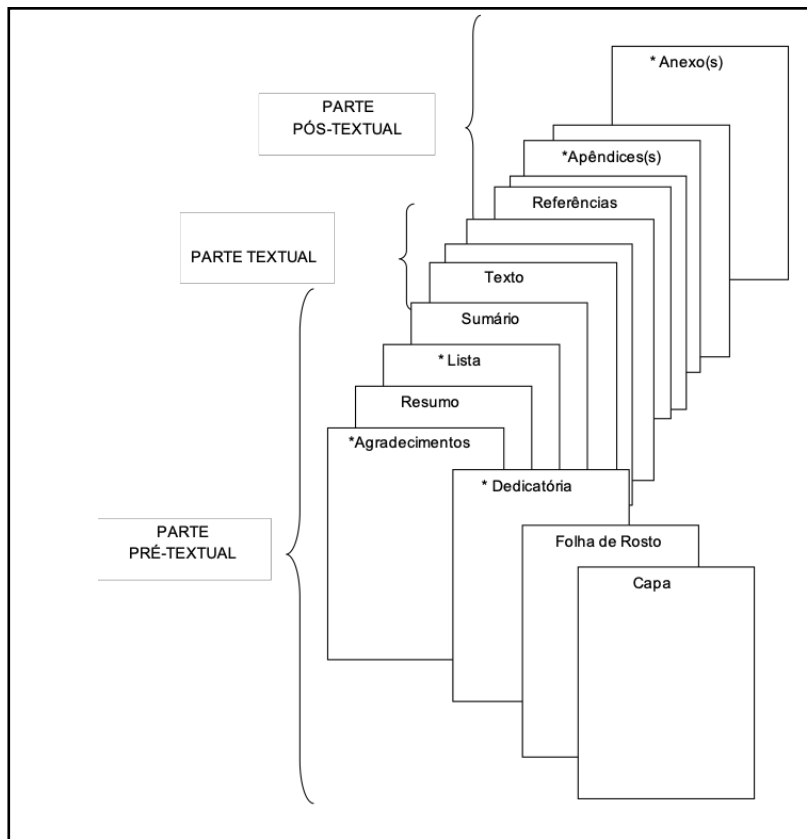 * Anexo(s)
PARTE
PÓS-TEXTUAL
*Apêndices(s)
Referências
PARTE TEXTUAL
Texto
Sumário
* Lista
Resumo
*Agradecimentos
* Dedicatória
PARTE
PRÉ-TEXTUAL
Folha de Rosto
Capa